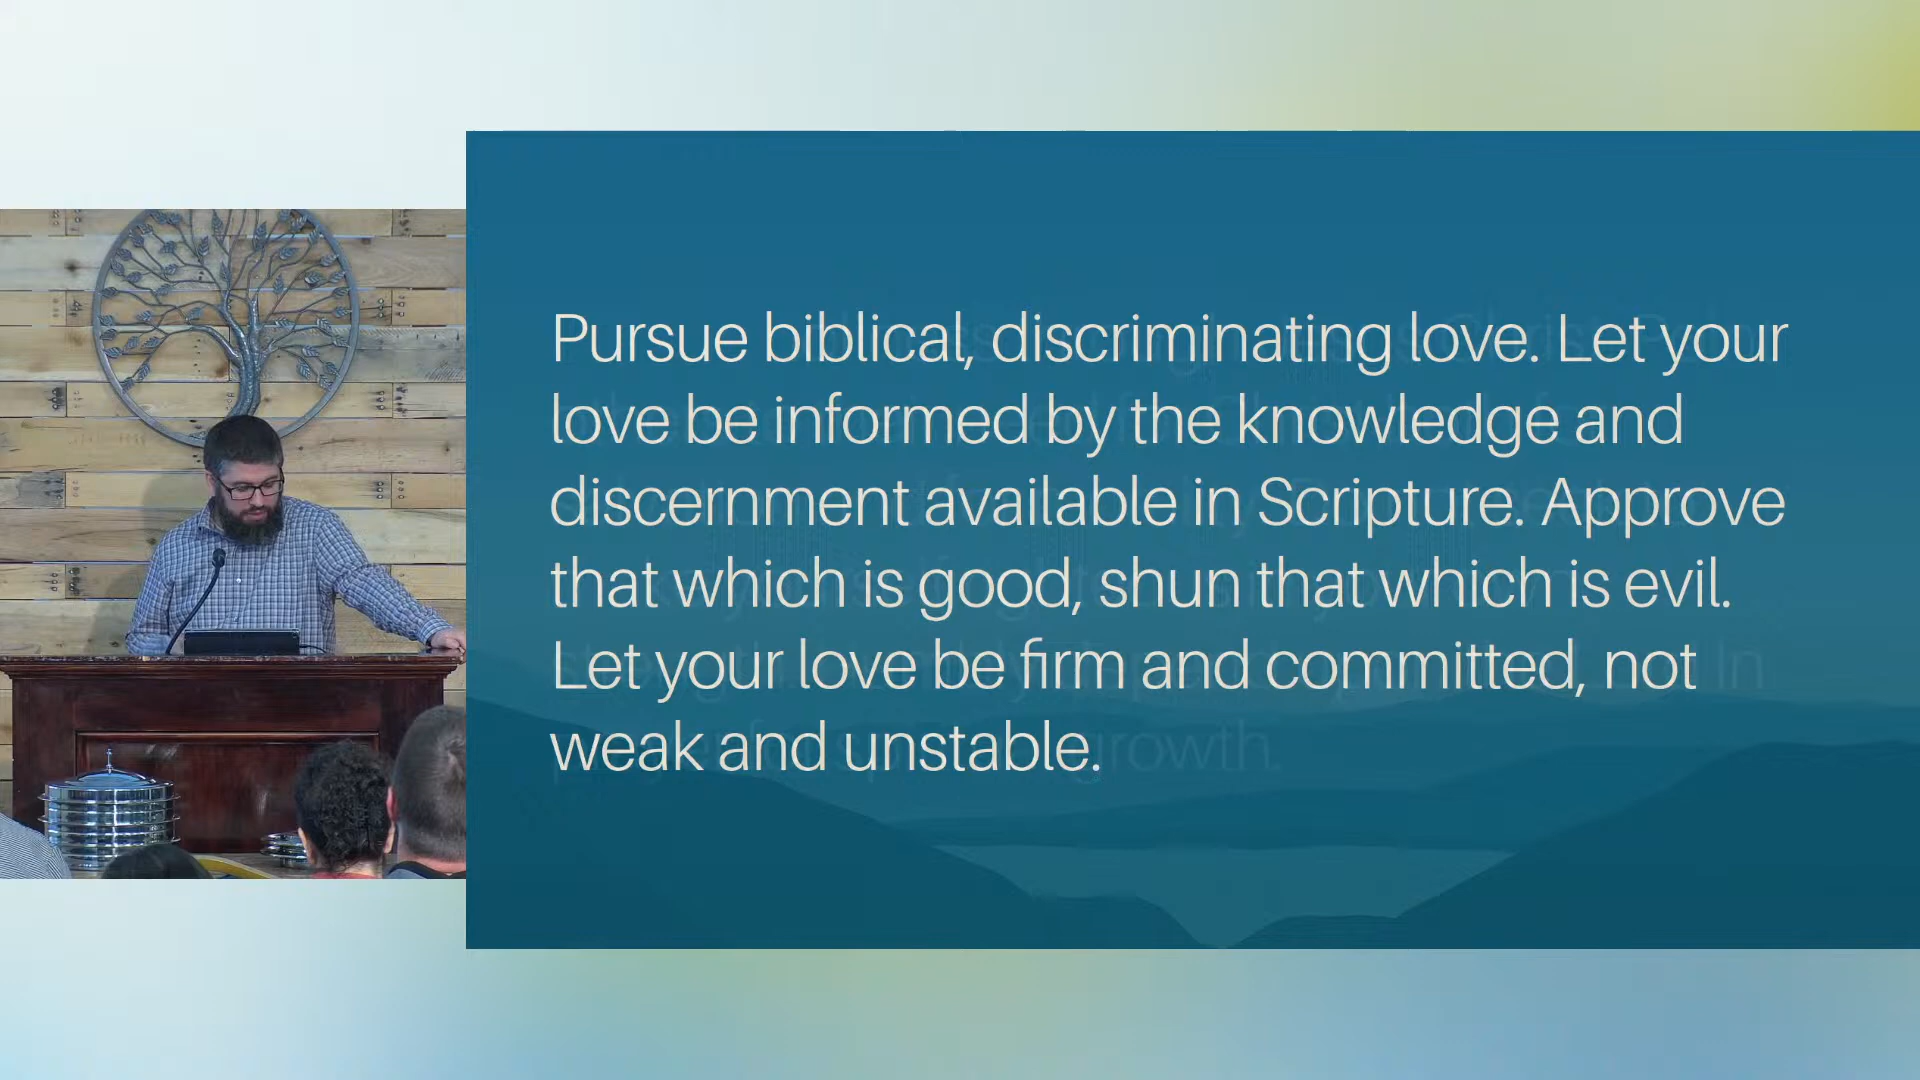 Pursue biblical, discriminating love. Let your
love be informed by the knowledge and
discernment available in Scripture. Approve
that which is good, shun that which is evil.
Let your love be firm and committed, not
weak and unstable.
growth.